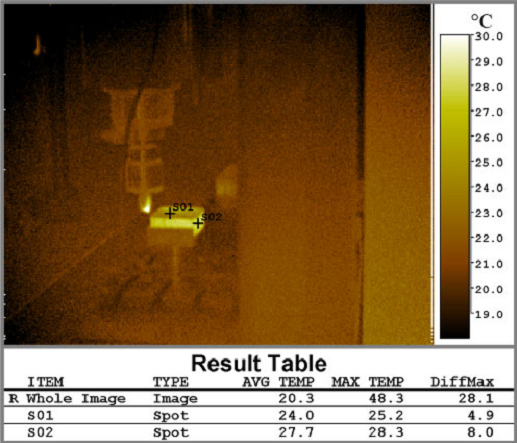 °C
30.0
29.0
28.0
27.0
26.0
25.0
24.0
23.0
22.0
21.0
20.0
19.0
S01
S02
Result Table
ITEM TYPE AVG TEMP MAX TEMP DiffMax
R Whole Image Image 20.3 48.3 28.1
S01 Spot 24.0 25.2 4.9
S02 Spot 27.7 28.3 8.0